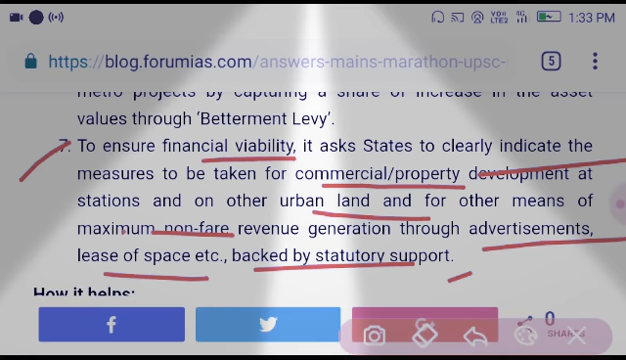 VoD 4G 1:33 PM
LTE2
https://blog.forumias.com/answers-mains-marathon-upsc- 5
metro projects by capturing a share of increase in the asset
values through ‘Betterment Levy’.
7. To ensure financial viability, it asks States to clearly indicate the
measures to be taken for commercial/property development at
stations and on other urban land and for other means of
maximum non-fare revenue generation through advertisements,
lease of space etc., backed by statutory support.
How it helps:
0
SHARES